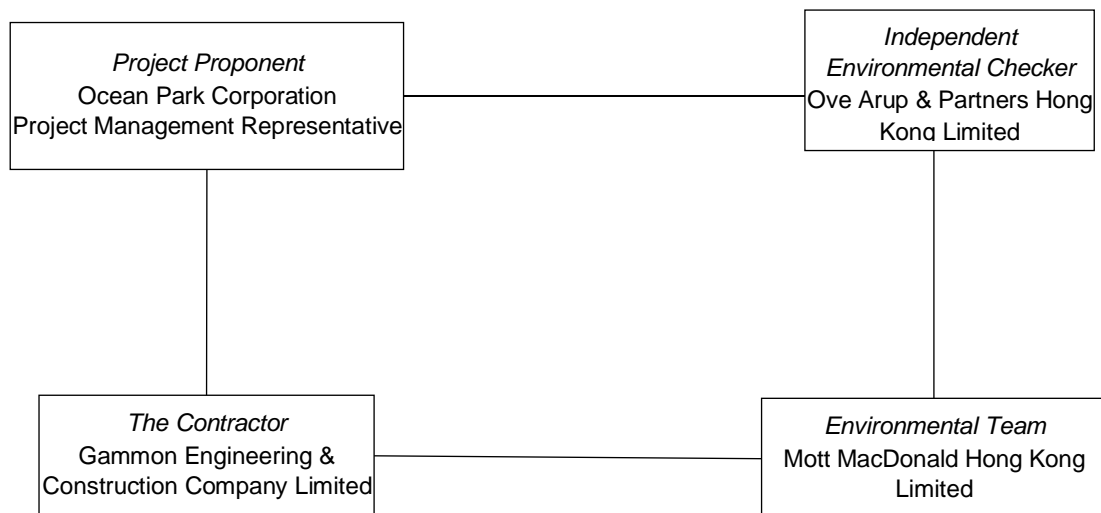 Project Proponent
Ocean Park Corporation
Project Management Representative
Independent
Environmental Checker
Ove Arup & Partners Hong
Kong Limited
The Contractor
Gammon Engineering &
Construction Company Limited
Environmental Team
Mott MacDonald Hong Kong
Limited